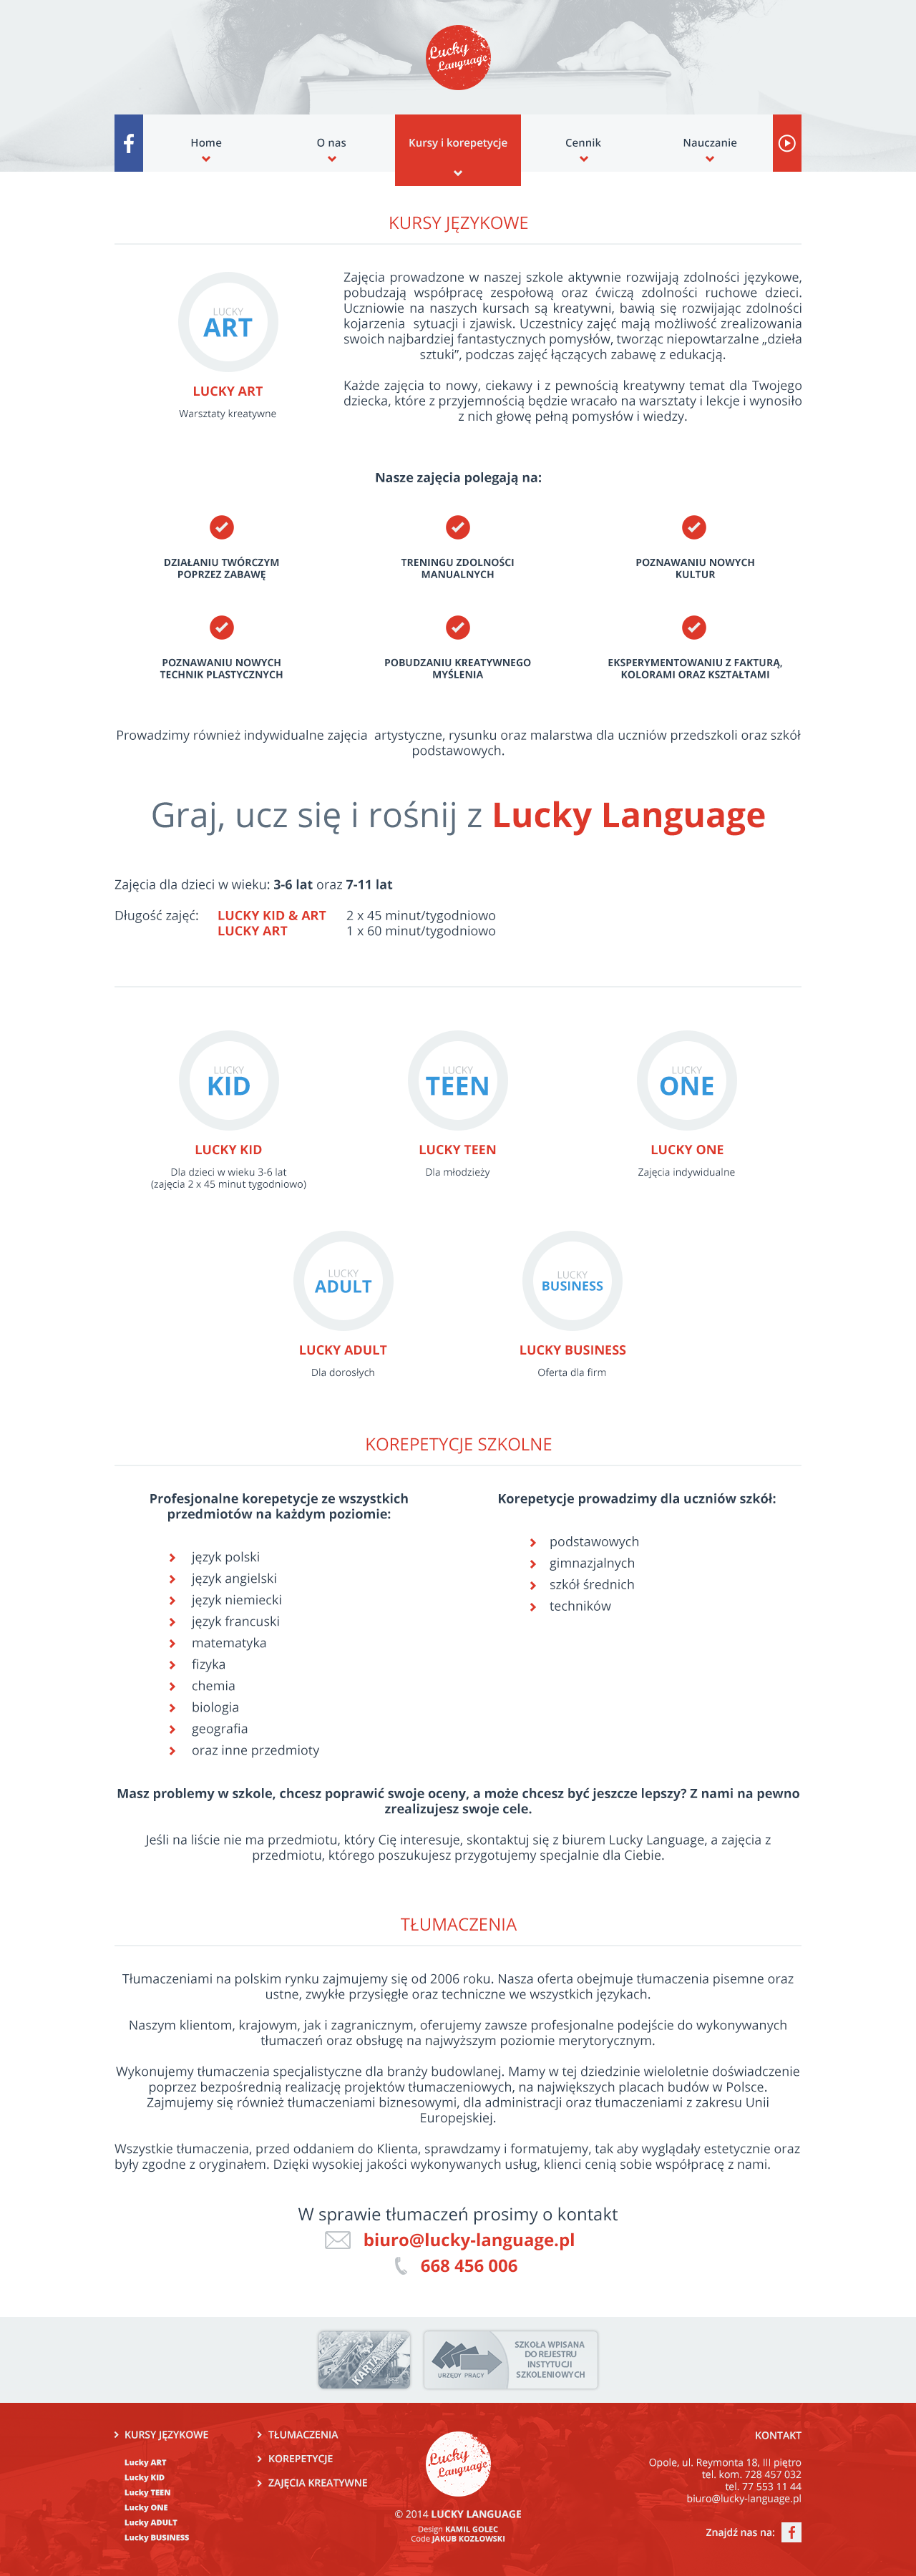 Lucky
Language
Home
O nas
Kursy i korepetycje
Cennik
Nauczanie
KURSY JĘZYKOWE
LUCKY
ART
LUCKY ART
Warsztaty kreatywne
Zajęcia prowadzone w naszej szkole aktywnie rozwijają zdolności językowe,
pobudzają współpracę zespołową oraz ćwiczą zdolności ruchowe dzieci.
Uczniowie na naszych kursach są kreatywni, bawią się rozwijając zdolności
kojarzenia sytuacji i zjawisk. Uczestnicy zajęć mają możliwość zrealizowania
swoich najbardziej fantastycznych pomysłów, tworząc niepowtarzalne „dzieła
sztuki”, podczas zajęć łączących zabawę z edukacją.
Każde zajęcia to nowy, ciekawy i z pewnością kreatywny temat dla Twojego
dziecka, które z przyjemnością będzie wracało na warsztaty i lekcje i wynosiło
z nich głowę pełną pomysłów i wiedzy.
Nasze zajęcia polegają na:
DZIAŁANIU TWÓRCZYM
POPRZEZ ZABAWĘ
TRENINGU ZDOLNOŚCI
MANUALNYCH
POZNAWANIU NOWYCH
KULTUR
POZNAWANIU NOWYCH
TECHNIK PLASTYCZNYCH
POBUDZANIU KREATYWNEGO
MYŚLENIA
EKSPERYMENTOWANIU Z FAKTURĄ,
KOLORAMI ORAZ KSZTAŁTAMI
Prowadzimy również indywidualne zajęcia artystyczne, rysunku oraz malarstwa dla uczniów przedszkoli oraz szkół
podstawowych.
Graj, ucz się i rośnij z Lucky Language
Zajęcia dla dzieci w wieku: 3-6 lat oraz 7-11 lat
Długość zajęć: LUCKY KID & ART 2 x 45 minut/tygodniowo
LUCKY ART 1 x 60 minut/tygodniowo
LUCKY
KID
LUCKY KID
Dla dzieci w wieku 3-6 lat
(zajęcia 2 x 45 minut tygodniowo)
LUCKY
TEEN
LUCKY TEEN
Dla młodzieży
LUCKY
ONE
LUCKY ONE
Zajęcia indywidualne
LUCKY
ADULT
LUCKY ADULT
Dla dorosłych
LUCKY
BUSINESS
LUCKY BUSINESS
Oferta dla firm
KOREPETYCJE SZKOLNE
Profesjonalne korepetycje ze wszystkich
przedmiotów na każdym poziomie:
język polski
język angielski
język niemiecki
język francuski
matematyka
fizyka
chemia
biologia
geografia
oraz inne przedmioty
Korepetycje prowadzimy dla uczniów szkół:
podstawowych
gimnazjalnych
szkół średnich
techników
Masz problemy w szkole, chcesz poprawić swoje oceny, a może chcesz być jeszcze lepszy? Z nami na pewno
zrealizujesz swoje cele.
Jeśli na liście nie ma przedmiotu, który Cię interesuje, skontaktuj się z biurem Lucky Language, a zajęcia z
przedmiotu, którego poszukujesz przygotujemy specjalnie dla Ciebie.
TŁUMACZENIA
Tłumaczeniami na polskim rynku zajmujemy się od 2006 roku. Nasza oferta obejmuje tłumaczenia pisemne oraz
ustne, zwykłe przysięgłe oraz techniczne we wszystkich językach.
Naszym klientom, krajowym, jak i zagranicznym, oferujemy zawsze profesjonalne podejście do wykonywanych
tłumaczeń oraz obsługę na najwyższym poziomie merytorycznym.
Wykonujemy tłumaczenia specjalistyczne dla branży budowlanej. Mamy w tej dziedzinie wieloletnie doświadczenie
poprzez bezpośrednią realizację projektów tłumaczeniowych, na największych placach budów w Polsce.
Zajmujemy się również tłumaczeniami biznesowymi, dla administracji oraz tłumaczeniami z zakresu Unii
Europejskiej.
Wszystkie tłumaczenia, przed oddaniem do Klienta, sprawdzamy i formatujemy, tak aby wyglądały estetycznie oraz
były zgodne z oryginałem. Dzięki wysokiej jakości wykonywanych usług, klienci cenią sobie współpracę z nami.
W sprawie tłumaczeń prosimy o kontakt
biuro@lucky-language.pl
668 456 006
KARTA
URZĘDY PRACY
SZKOŁA WPISANA
DO REJESTRU
INSTYTUCJI
SZKOLENIOWYCH
KURSY JĘZYKOWE
Lucky ART
Lucky KID
Lucky TEEN
Lucky ONE
Lucky ADULT
Lucky BUSINESS
TŁUMACZENIA
KOREPETYCJE
ZAJĘCIA KREATYWNE
Lucky
Language
© 2014 LUCKY LANGUAGE
Design KAMIL GOLEC
Code JAKUB KOZŁOWSKI
KONTAKT
Opole, ul. Reymonta 18, III piętro
tel. kom. 728 457 032
tel. 77 553 11 44
biuro@lucky-language.pl
Znajdź nas na: